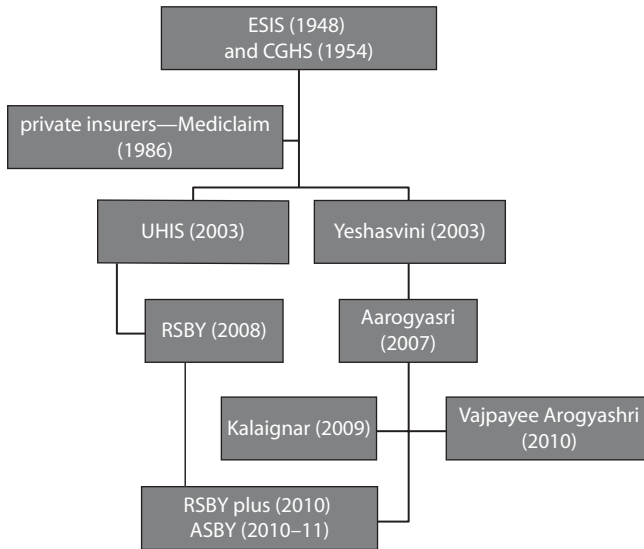 ESIS (1948)
and CGHS (1954)
private insurers—Mediclaim
(1986)
UHIS (2003)
Yeshasvini (2003)
RSBY (2008)
Aarogyasri
(2007)
Kalaignar (2009)
Vajpayee Arogyashri
(2010)
RSBY plus (2010)
ASBY (2010–11)